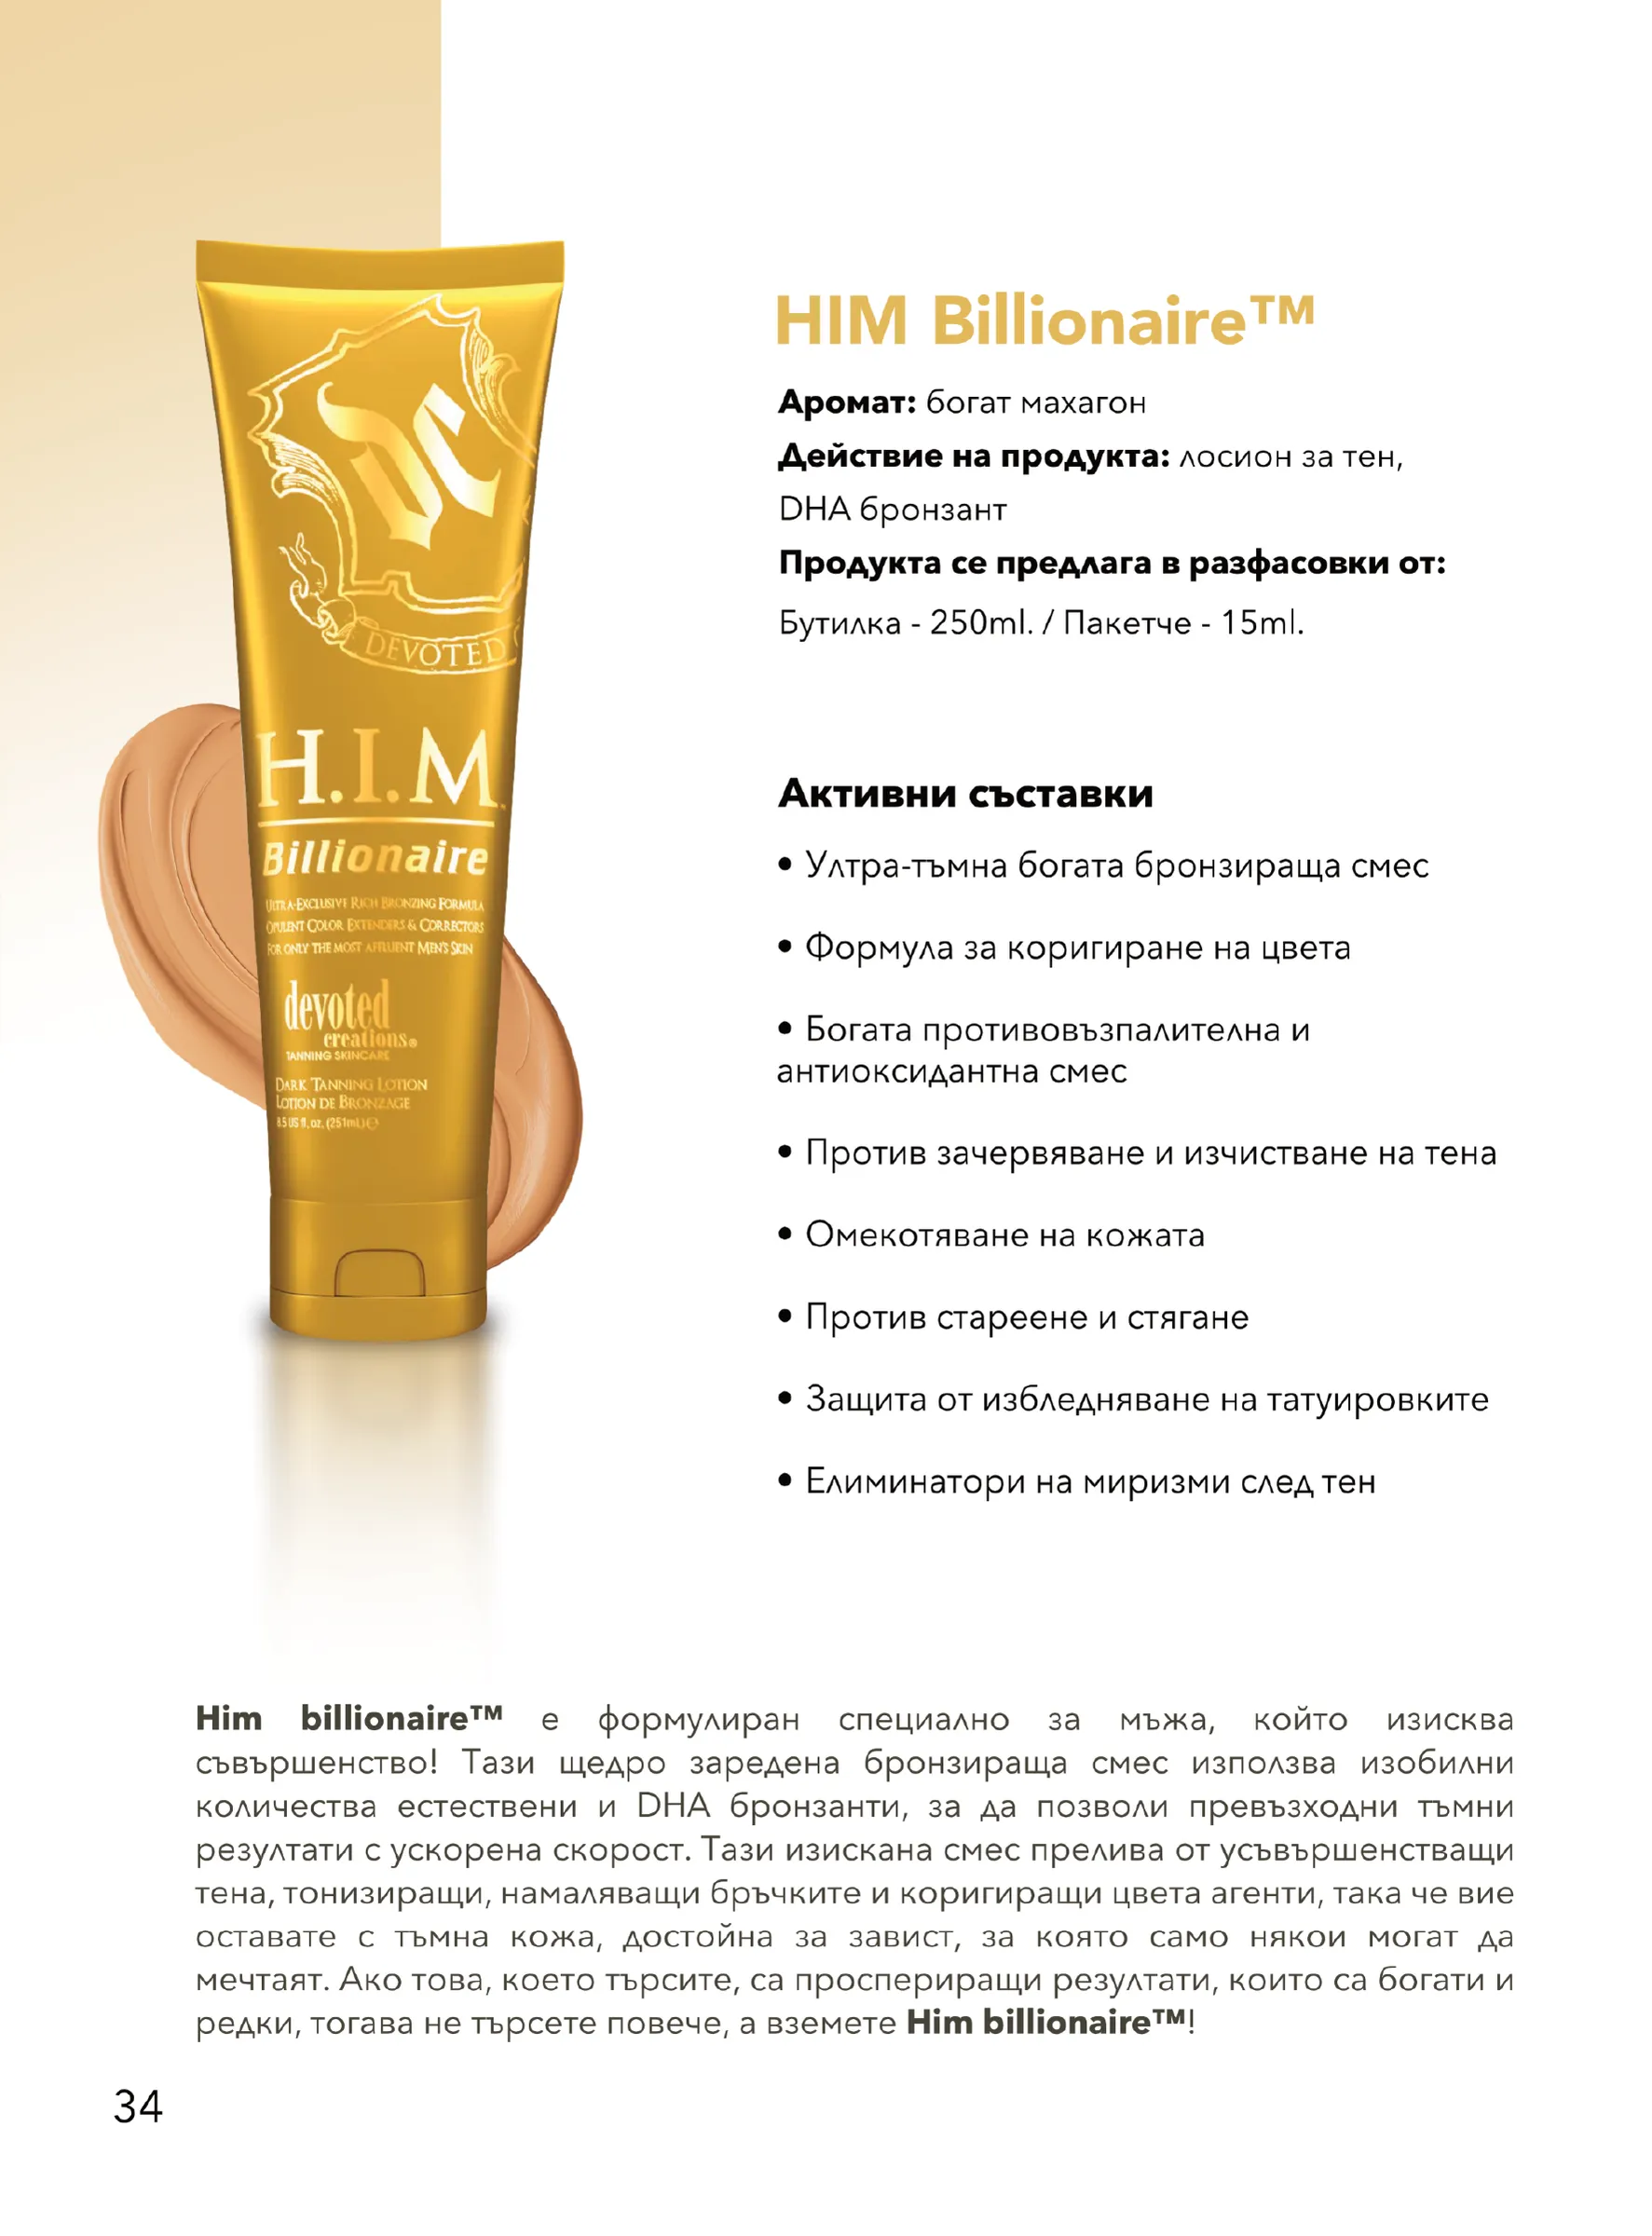 HIM Billionaire™
Аромат: богат махагон
Действие на продукта: лосион за тен,
DHA бронзант
Продукта се предлага в разфасовки от:
Бутилка - 250ml. / Пакетче - 15ml.
DC
DEVOTED
H.I.M.
Billionaire
ULTRA-EXCLUSIVE RICH BRONZING FORMULA
OPULENT COLOR EXTENDERS & CORRECTORS
FOR ONLY THE MOST AFFLUENT MEN'S SKIN
devoted
creations®
TANNING SKINCARE
DARK TANNING LOTION
LOTION DE BRONZAGE
8.5 US fl. oz. (251mL) e
Активни съставки
• Ултра-тъмна богата бронзираща смес
• Формула за коригиране на цвета
• Богата противовъзпалителна и
антиоксидантна смес
• Против зачервяване и изчистване на тена
• Омекотяване на кожата
• Против стареене и стягане
• Защита от избледняване на татуировките
• Елиминатори на миризми след тен
Him billionaire™ е формулиран специално за мъжа, който изисква
съвършенство! Тази щедро заредена бронзираща смес използва изобилни
количества естествени и DHA бронзанти, за да позволи превъзходни тъмни
резултати с ускорена скорост. Тази изискана смес прелива от усъвършенстващи
тена, тонизиращи, намаляващи бръчките и коригиращи цвета агенти, така че вие
оставате с тъмна кожа, достойна за завист, за която само някои могат да
мечтаят. Ако това, което търсите, са проспериращи резултати, които са богати и
редки, тогава не търсете повече, а вземете Him billionaire™!
34